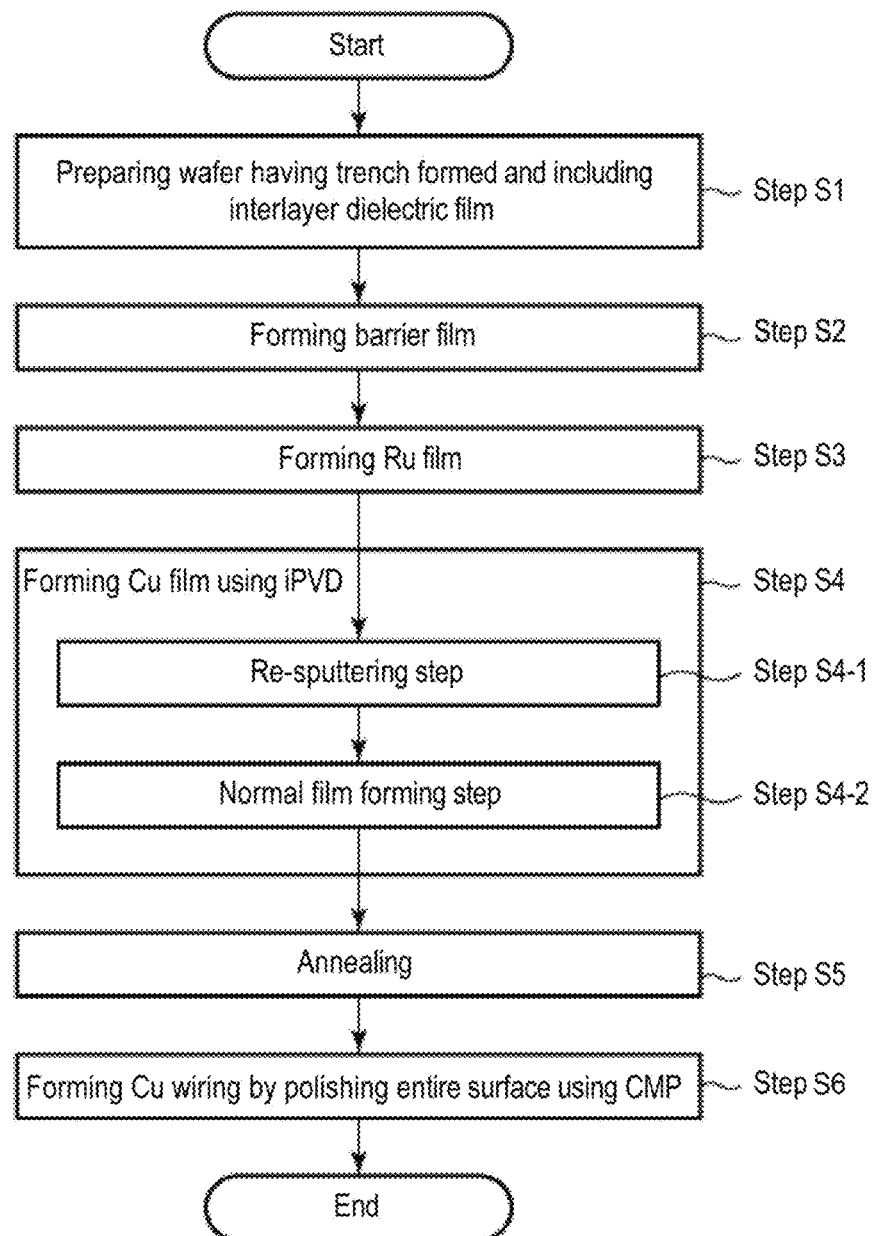 Start
Preparing wafer having trench formed and including
interlayer dielectric film
Step S1
Forming barrier film
Step S2
Forming Ru film
Step S3
Forming Cu film using iPVD
Step S4
Re-sputtering step
Step S4-1
Normal film forming step
Step S4-2
Annealing
Step S5
Forming Cu wiring by polishing entire surface using CMP
Step S6
End